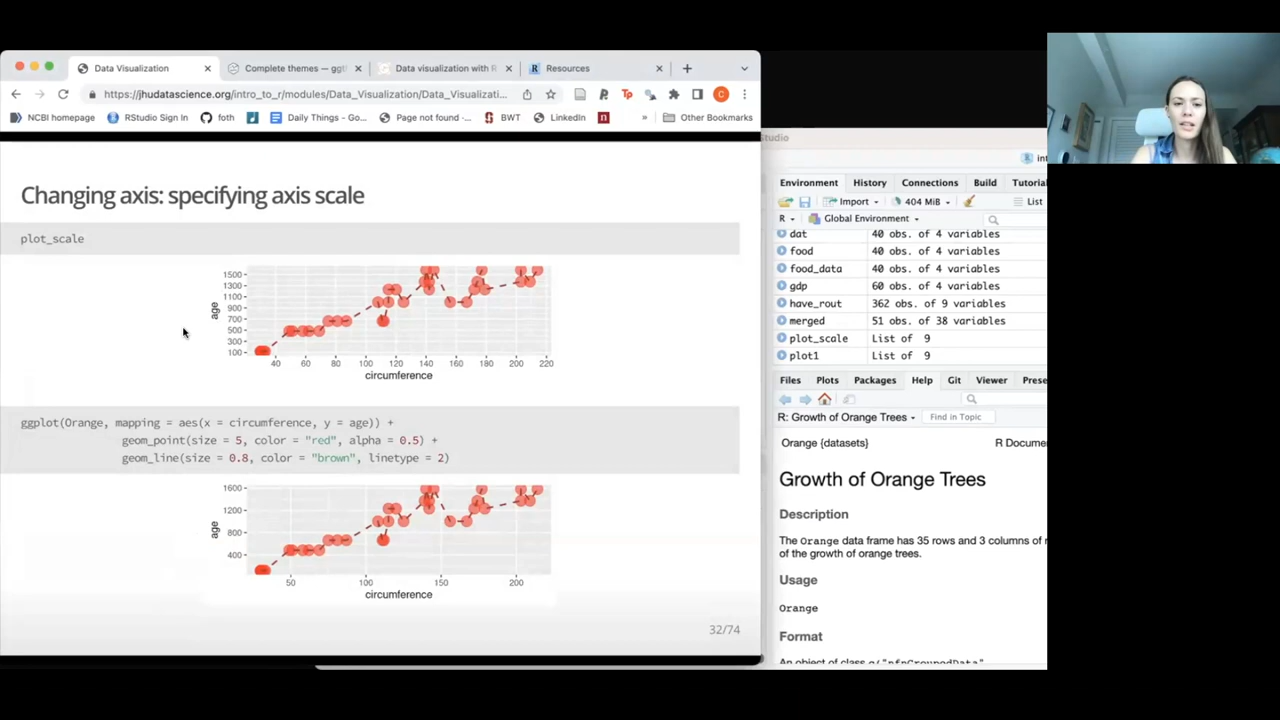 Data Visualization
Complete themes — ggt
Data visualization with R
Resources
https://jhudatascience.org/intro_to_r/modules/Data_Visualization/Data_Visualizati...
NCBI homepage
RStudio Sign In
foth
Daily Things - Go...
Page not found -...
BWT
LinkedIn
Other Bookmarks
Changing axis: specifying axis scale
plot_scale
1500
1300
1100
900
700
500
300
100
age
40 60 80 100 120 140 160 180 200 220
circumference
ggplot(Orange, mapping = aes(x = circumference, y = age)) +
geom_point(size = 5, color = "red", alpha = 0.5) +
geom_line(size = 0.8, color = "brown", linetype = 2)
1600
1200
800
400
age
50 100 150 200
circumference
32/74
Studio
int
Environment History Connections Build Tutorial
Import 404 MiB List
R Global Environment
dat 40 obs. of 4 variables
food 40 obs. of 4 variables
food_data 40 obs. of 4 variables
gdp 60 obs. of 4 variables
have_rout 362 obs. of 9 variables
merged 51 obs. of 38 variables
plot_scale List of 9
plot1 List of 9
Files Plots Packages Help Git Viewer Prese
R: Growth of Orange Trees Find in Topic
Orange {datasets} R Docume
Growth of Orange Trees
Description
The Orange data frame has 35 rows and 3 columns of r
of the growth of orange trees.
Usage
Orange
Format